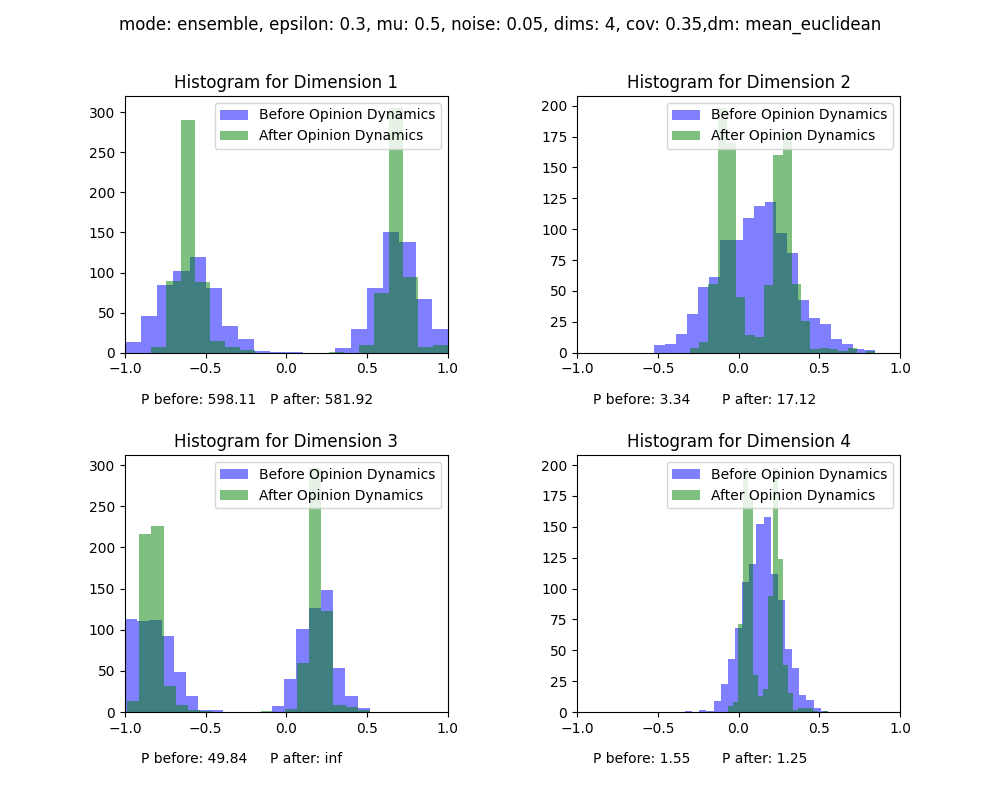 mode: ensemble, epsilon: 0.3, mu: 0.5, noise: 0.05, dims: 4, cov: 0.35,dm: mean_euclidean
Histogram for Dimension 1
Before Opinion Dynamics
After Opinion Dynamics
300
250
200
150
100
50
0
−1.0 −0.5 0.0 0.5 1.0
P before: 598.11 P after: 581.92
Histogram for Dimension 2
Before Opinion Dynamics
After Opinion Dynamics
200
175
150
125
100
75
50
25
0
−1.0 −0.5 0.0 0.5 1.0
P before: 3.34 P after: 17.12
Histogram for Dimension 3
Before Opinion Dynamics
After Opinion Dynamics
300
250
200
150
100
50
0
−1.0 −0.5 0.0 0.5 1.0
P before: 49.84 P after: inf
Histogram for Dimension 4
Before Opinion Dynamics
After Opinion Dynamics
200
175
150
125
100
75
50
25
0
−1.0 −0.5 0.0 0.5 1.0
P before: 1.55 P after: 1.25